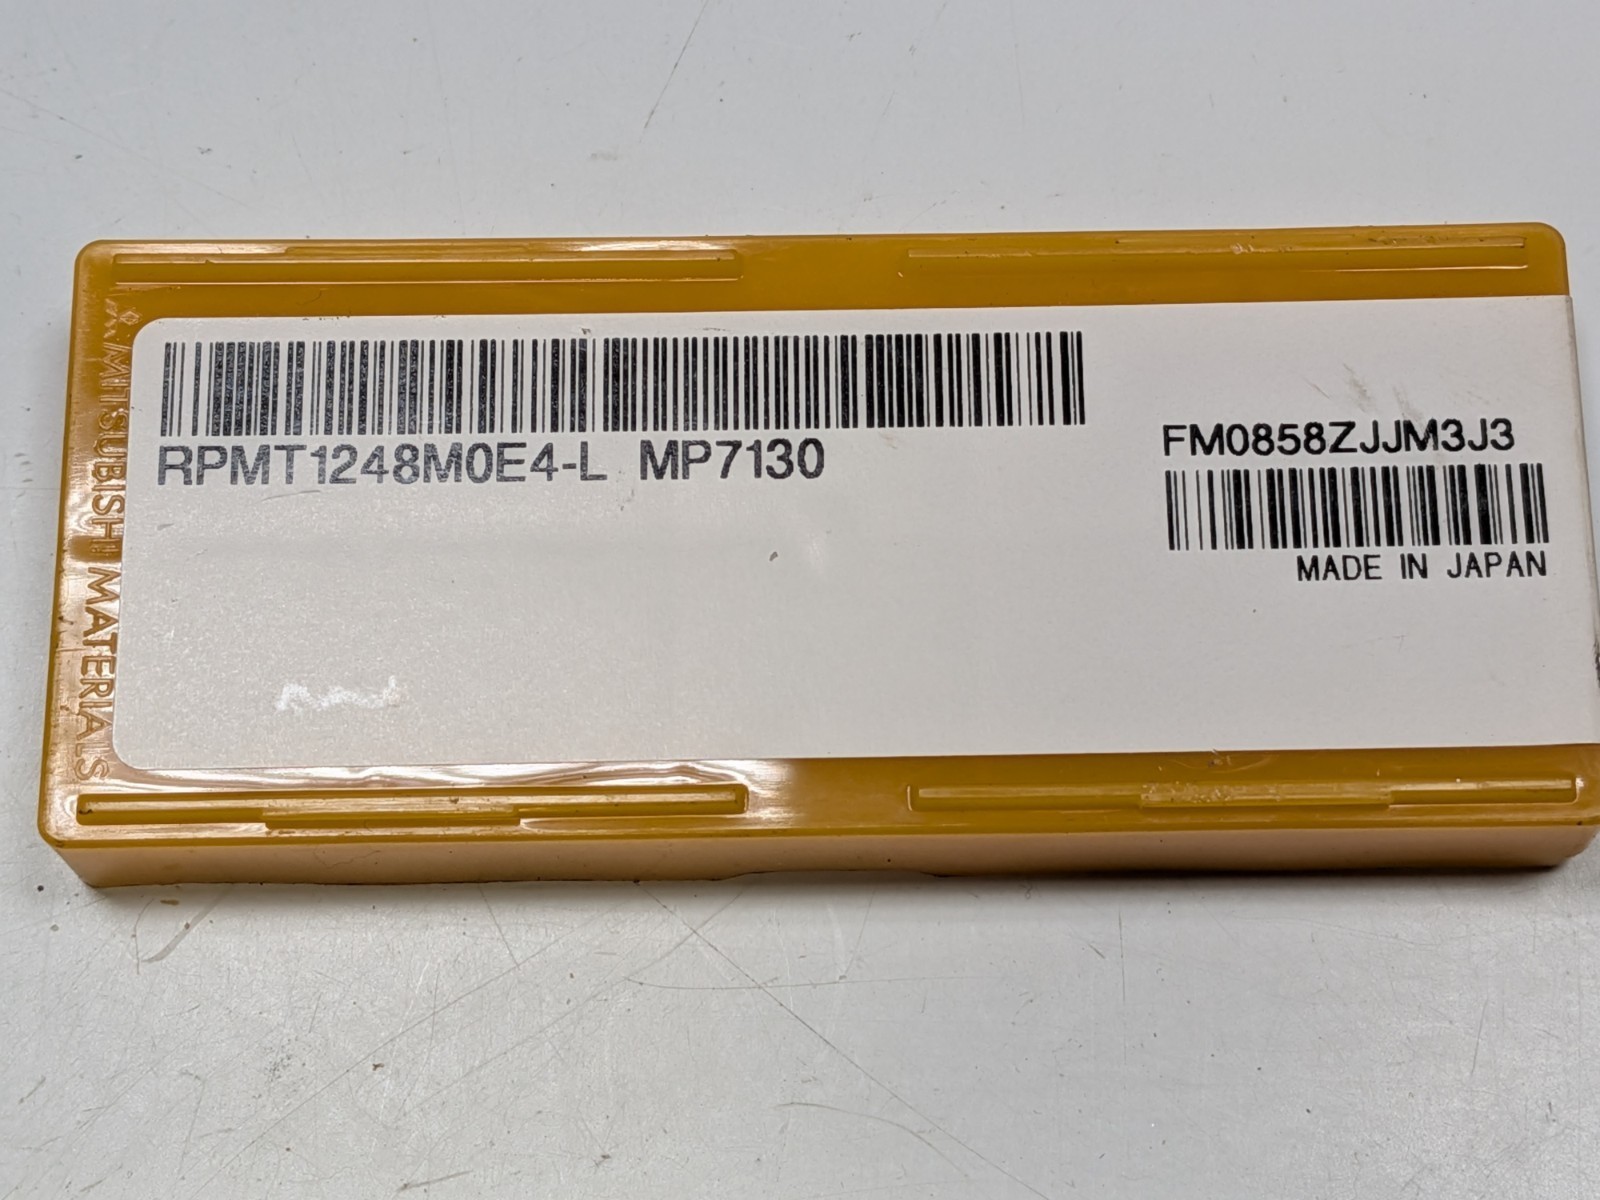 MITSUBISHI MATERIALS
RPMT1248M0E4-L MP7130
FM0858ZJJM3J3
MADE IN JAPAN